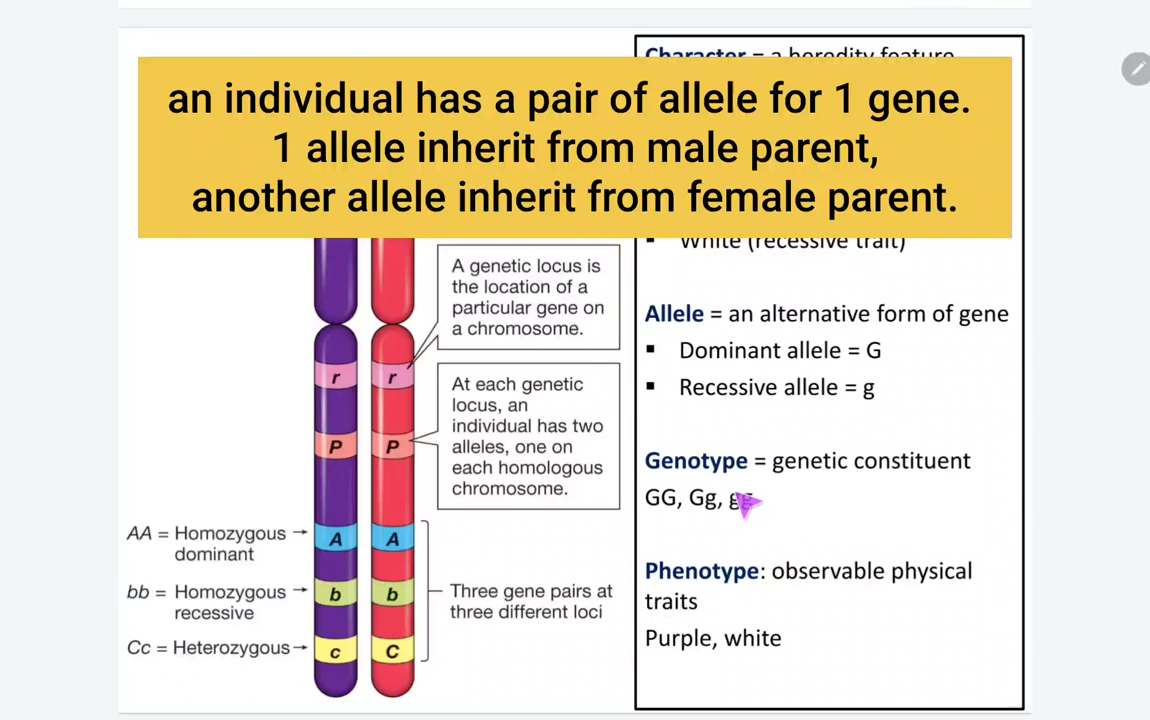 Character = a heredity feature
an individual has a pair of allele for 1 gene.
1 allele inherit from male parent,
another allele inherit from female parent.
▪ White (recessive trait)
A genetic locus is
the location of a
particular gene on
a chromosome.
At each genetic
locus, an
individual has two
alleles, one on
each homologous
chromosome.
r r
P P
AA = Homozygous
dominant
A A
bb = Homozygous
recessive
b b
Cc = Heterozygous
c C
Three gene pairs at
three different loci
Allele = an alternative form of gene
▪ Dominant allele = G
▪ Recessive allele = g
Genotype = genetic constituent
GG, Gg, gg
Phenotype: observable physical
traits
Purple, white